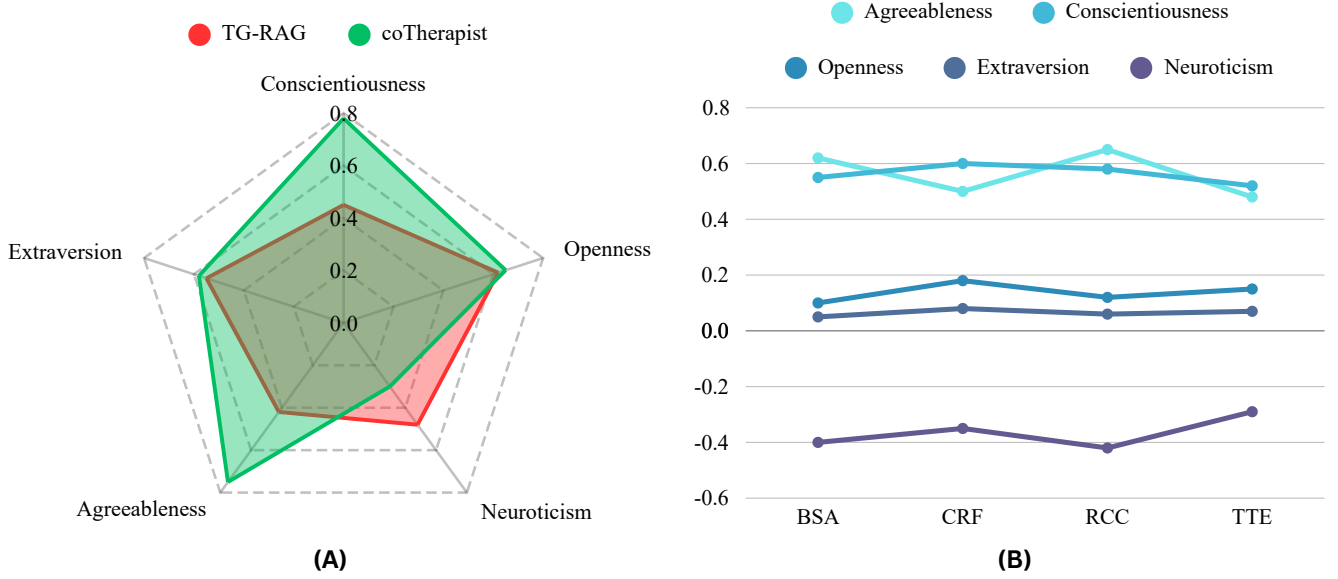 TG-RAG
coTherapist
Conscientiousness
0.8
0.6
0.4
0.2
0.0
Extraversion
Openness
Agreeableness
Neuroticism
(A)
Agreeableness
Conscientiousness
Openness
Extraversion
Neuroticism
0.8
0.6
0.4
0.2
0.0
-0.2
-0.4
-0.6
BSA
CRF
RCC
TTE
(B)